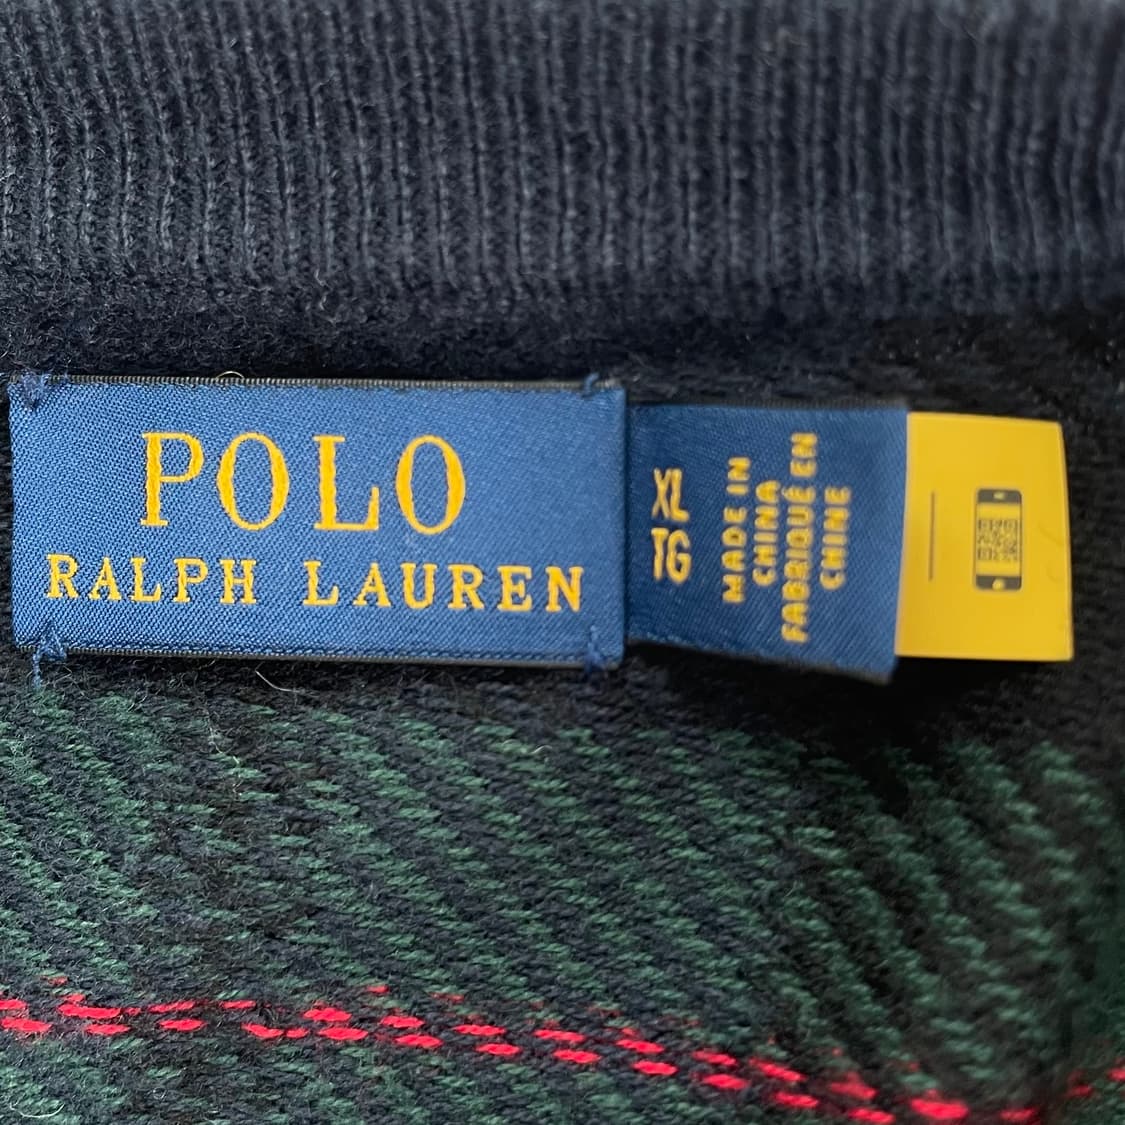 POLO
RALPH LAUREN
XL
TG
MADE IN
CHINA
FABRIQUÉ EN
CHINE